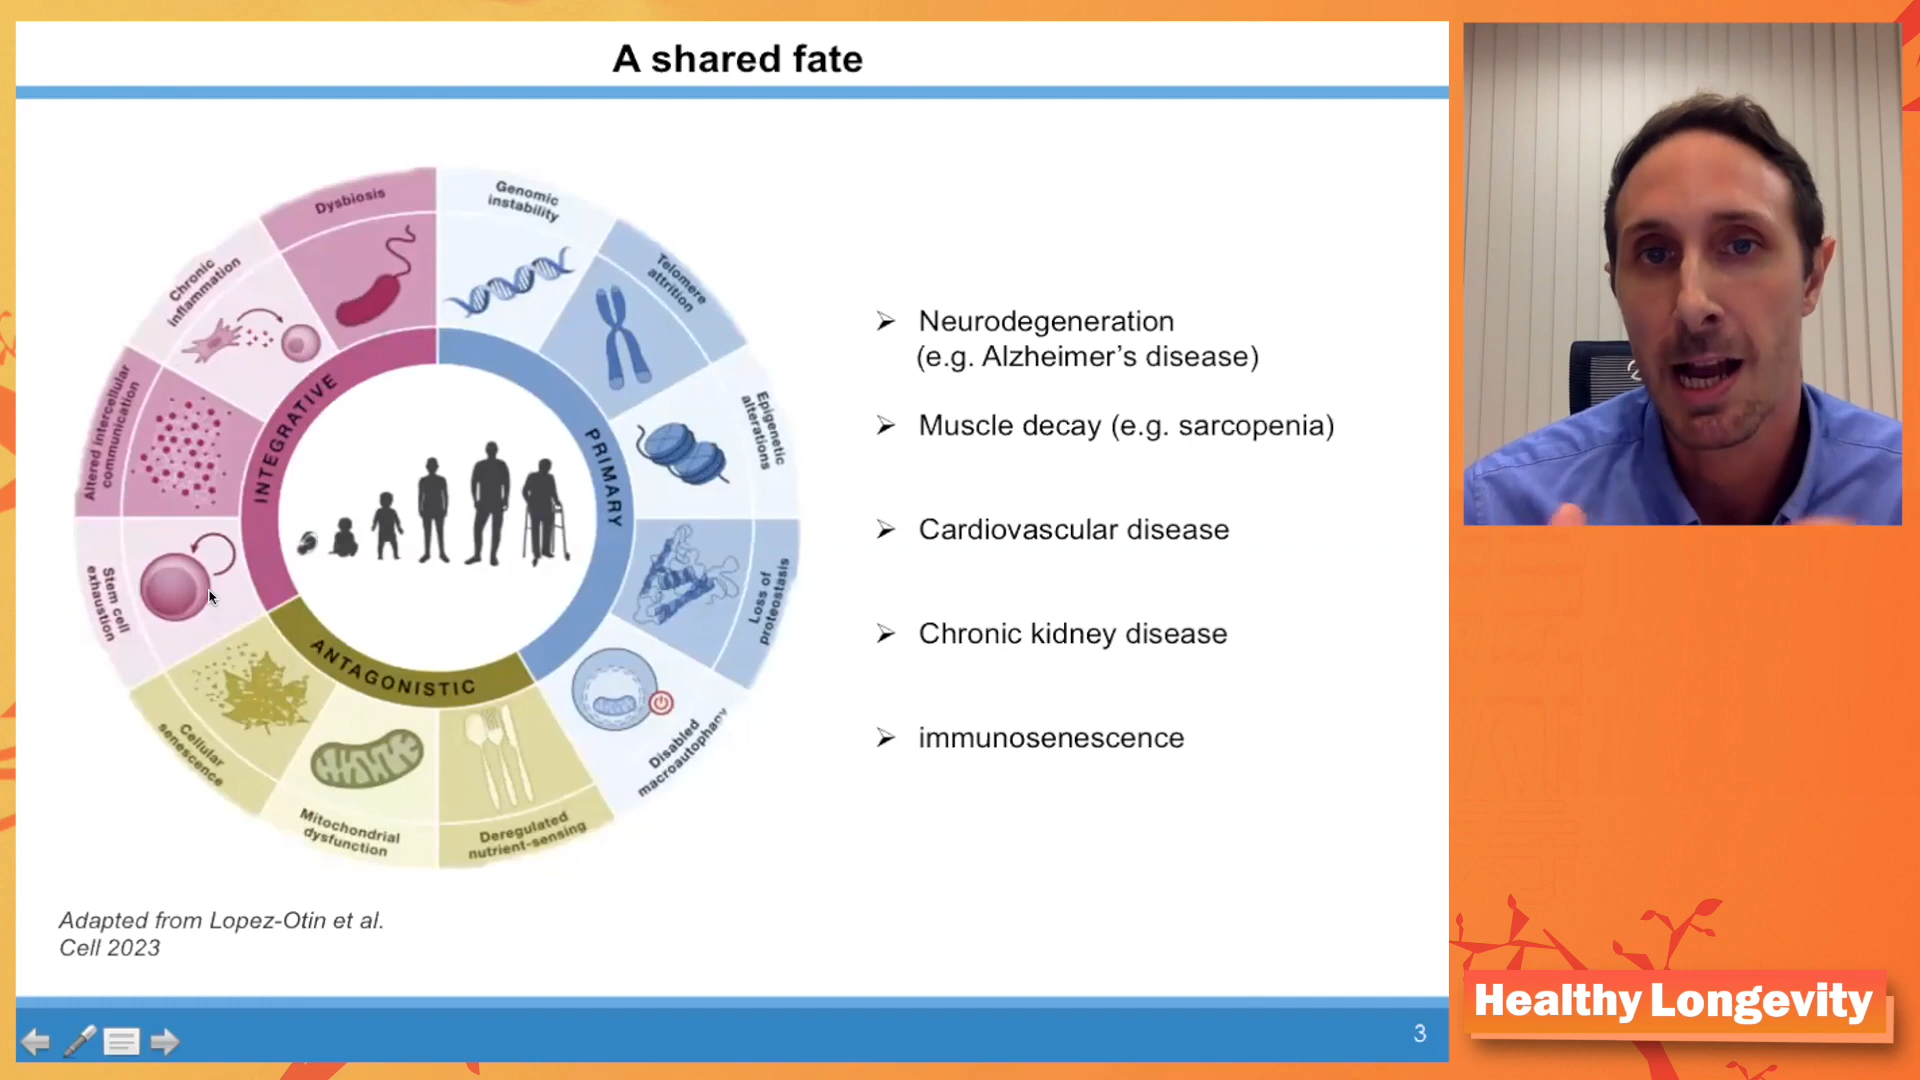 A shared fate
Dysbiosis
Genomic
instability
Telomere
attrition
Epigenetic
alterations
Loss of
proteostasis
Disabled
macroautophagy
Deregulated
nutrient-sensing
Mitochondrial
dysfunction
Cellular
senescence
Stem cell
exhaustion
Altered intercellular
communication
Chronic
inflammation
INTEGRATIVE
PRIMARY
ANTAGONISTIC
Neurodegeneration
(e.g. Alzheimer's disease)
Muscle decay (e.g. sarcopenia)
Cardiovascular disease
Chronic kidney disease
immunosenescence
Adapted from Lopez-Otin et al.
Cell 2023
3
Healthy Longevity